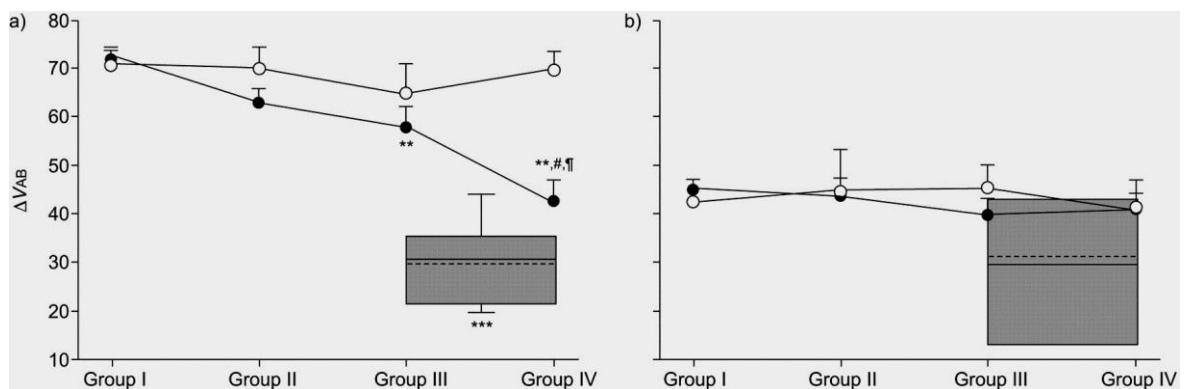 a)
80
70
60
50
40
30
20
10
ΔVAB
**
**,#,¶
***
Group I
Group II
Group III
Group IV
b)
Group I
Group II
Group III
Group IV